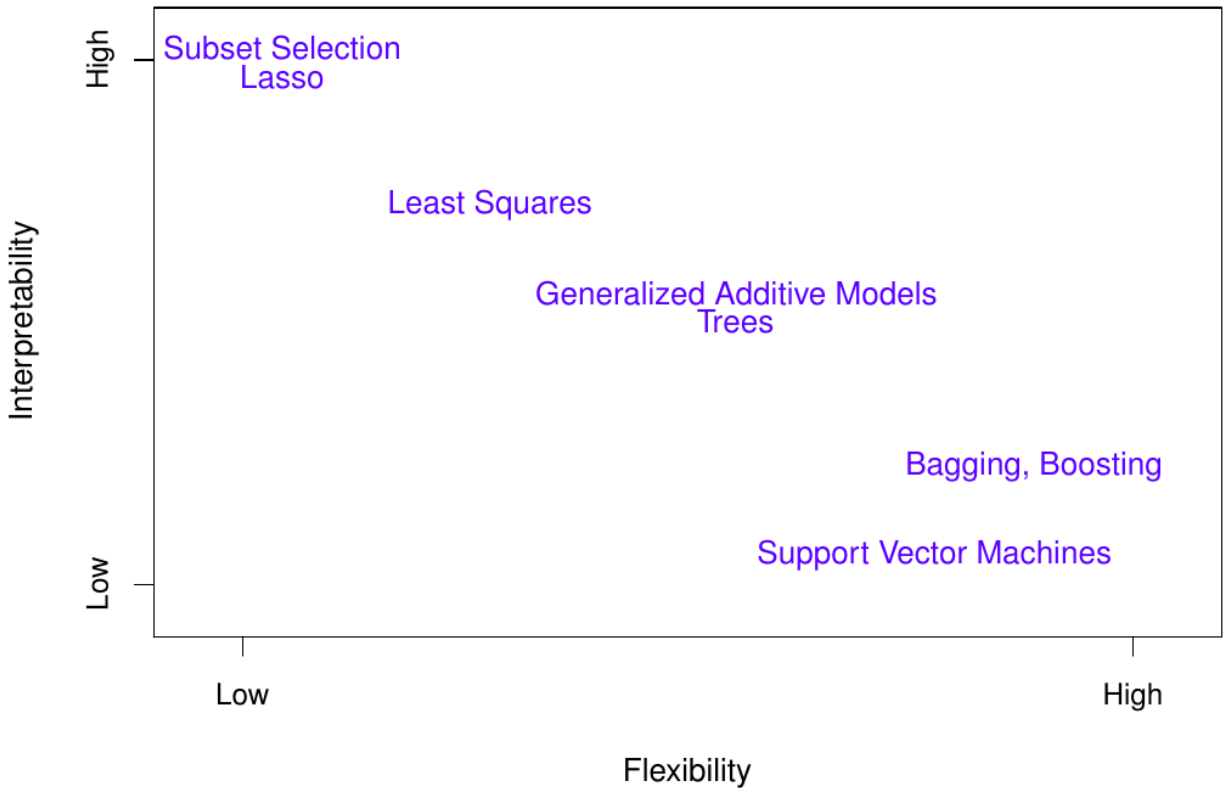 High
Subset Selection
Lasso
Least Squares
Interpretability
Generalized Additive Models
Trees
Bagging, Boosting
Support Vector Machines
Low
Low
High
Flexibility